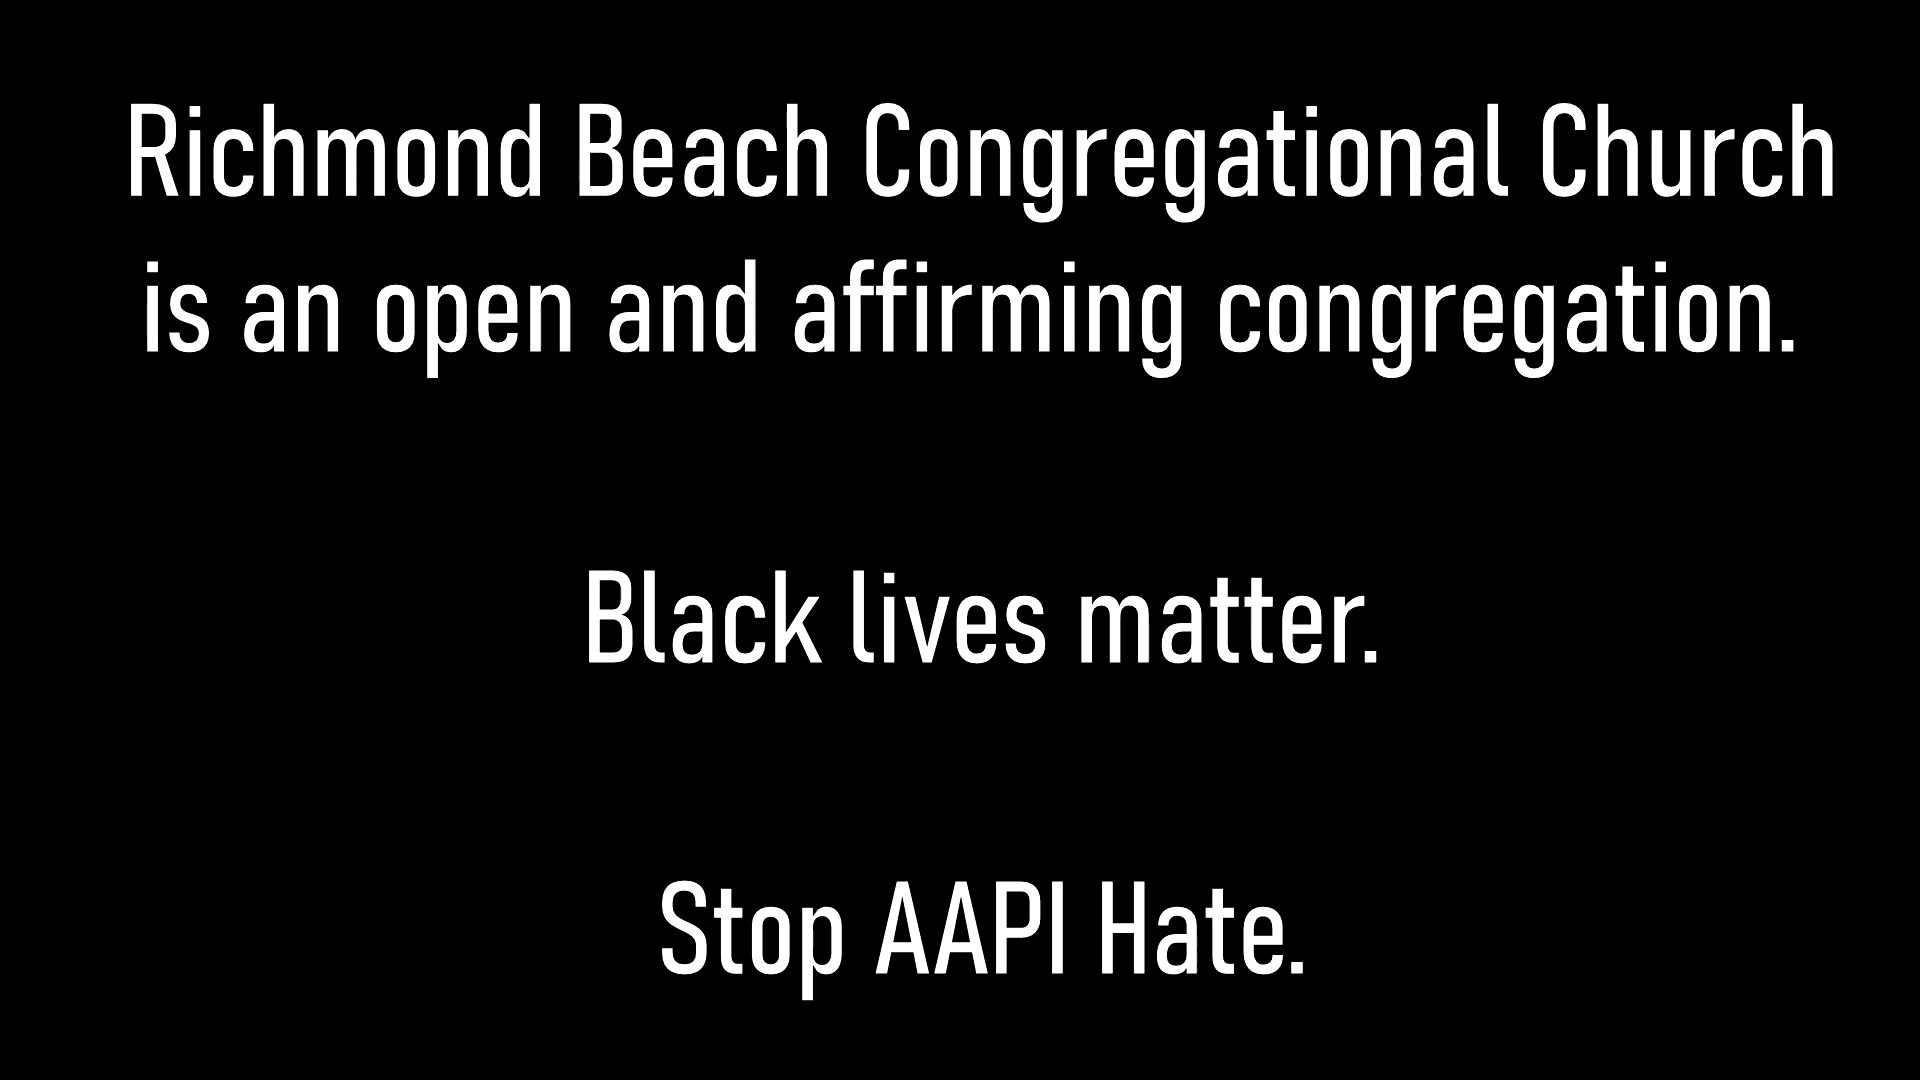 Richmond Beach Congregational Church
is an open and affirming congregation.
Black lives matter.
Stop AAPI Hate.